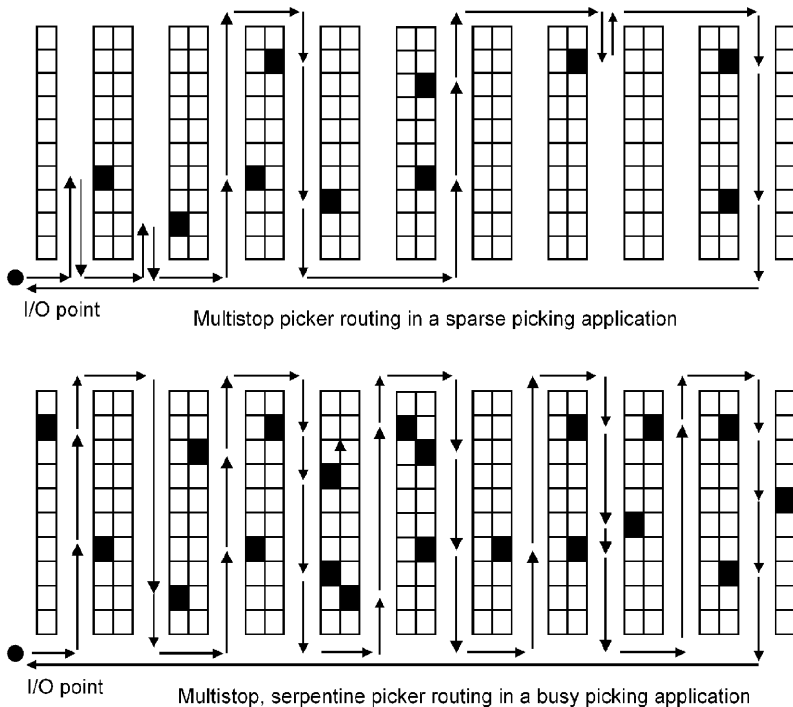 I/O point
Multistop picker routing in a sparse picking application
I/O point
Multistop, serpentine picker routing in a busy picking application